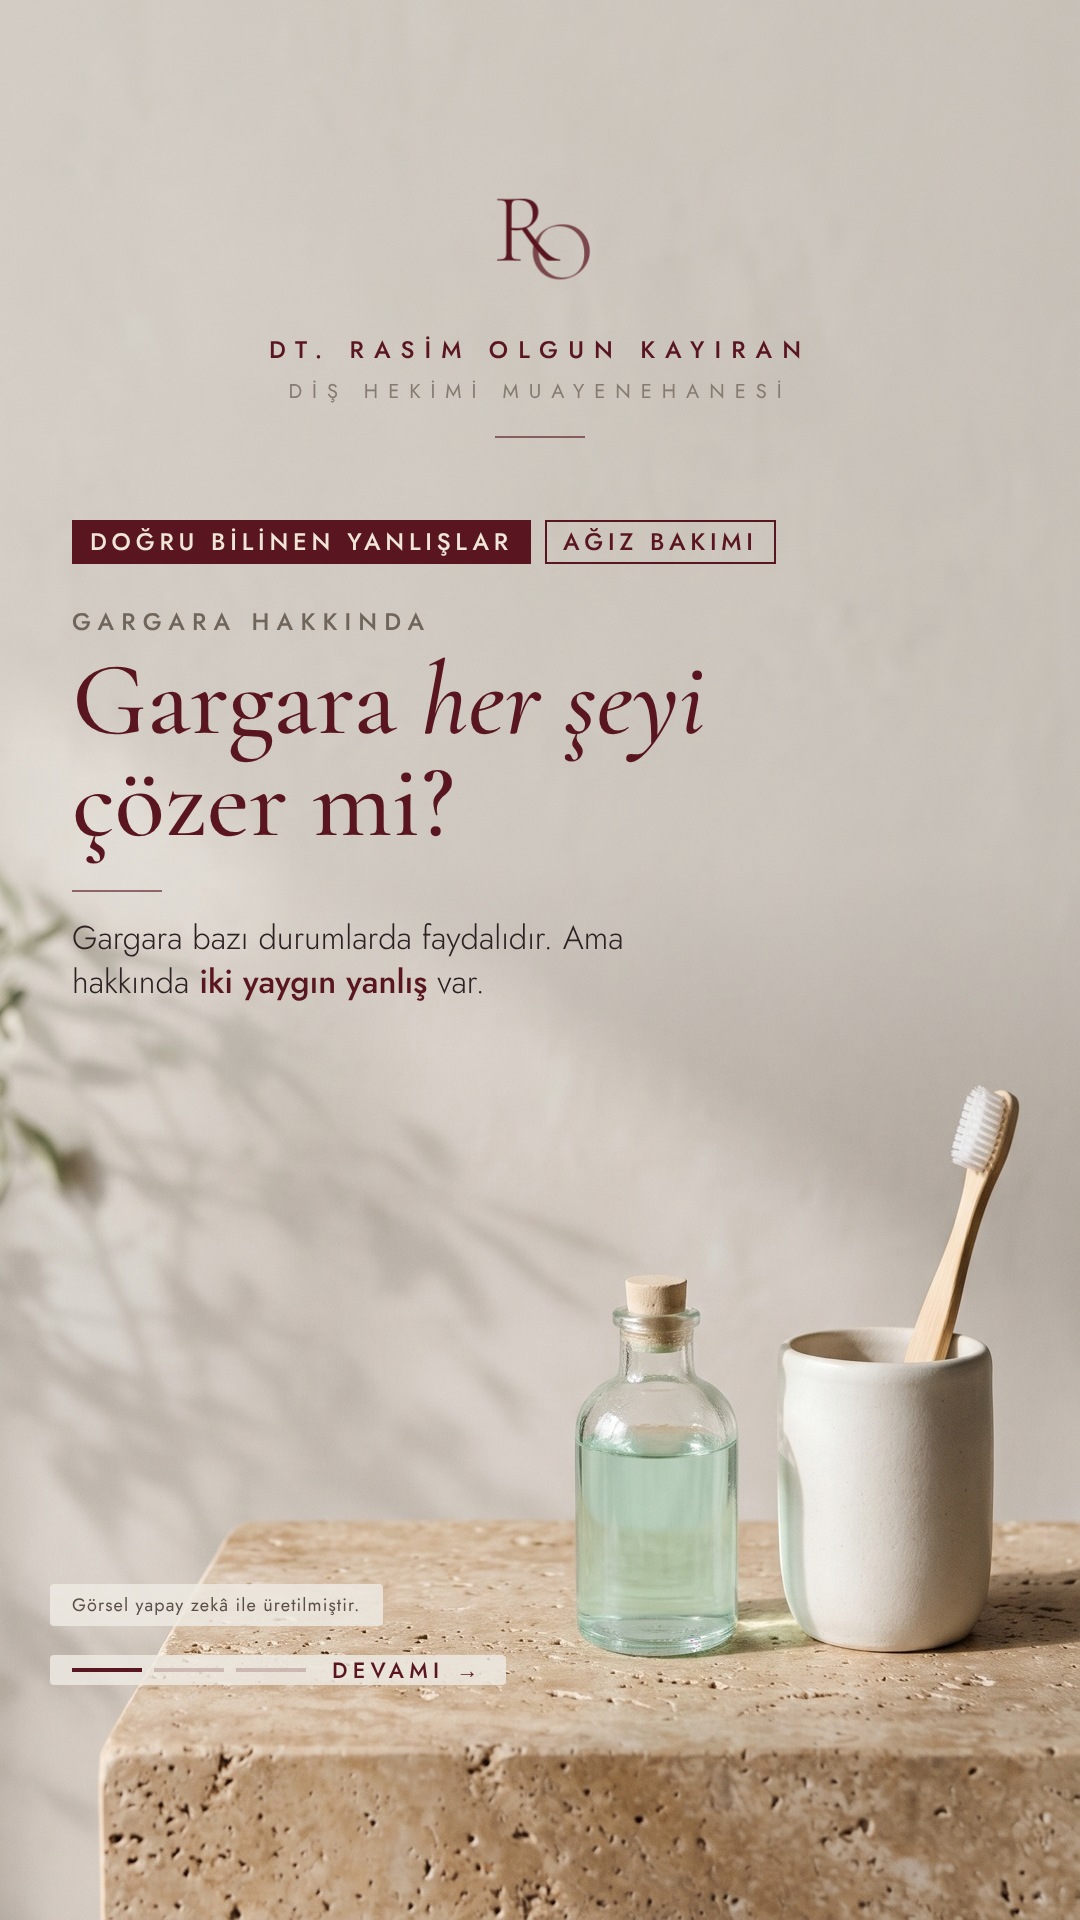 RO
DT. RASİM OLGUN KAYIRAN
DİŞ HEKİMİ MUAYENEHANESİ
DOĞRU BİLİNEN YANLIŞLAR
AĞIZ BAKIMI
GARGARA HAKKINDA
Gargara her şeyi
çözer mi?
Gargara bazı durumlarda faydalıdır. Ama
hakkında iki yaygın yanlış var.
Görsel yapay zekâ ile üretilmiştir.
DEVAMI →